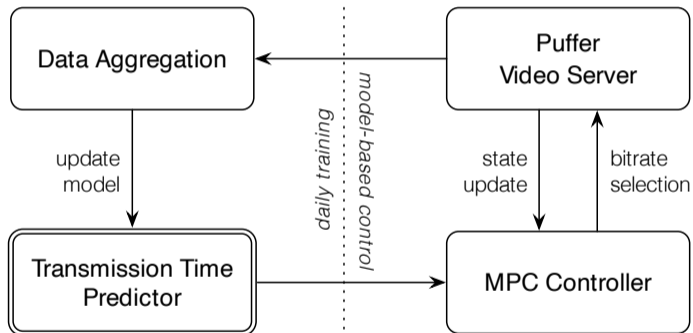 Data Aggregation
Puffer
Video Server
update
model
daily training
model-based control
state
update
bitrate
selection
Transmission Time
Predictor
MPC Controller